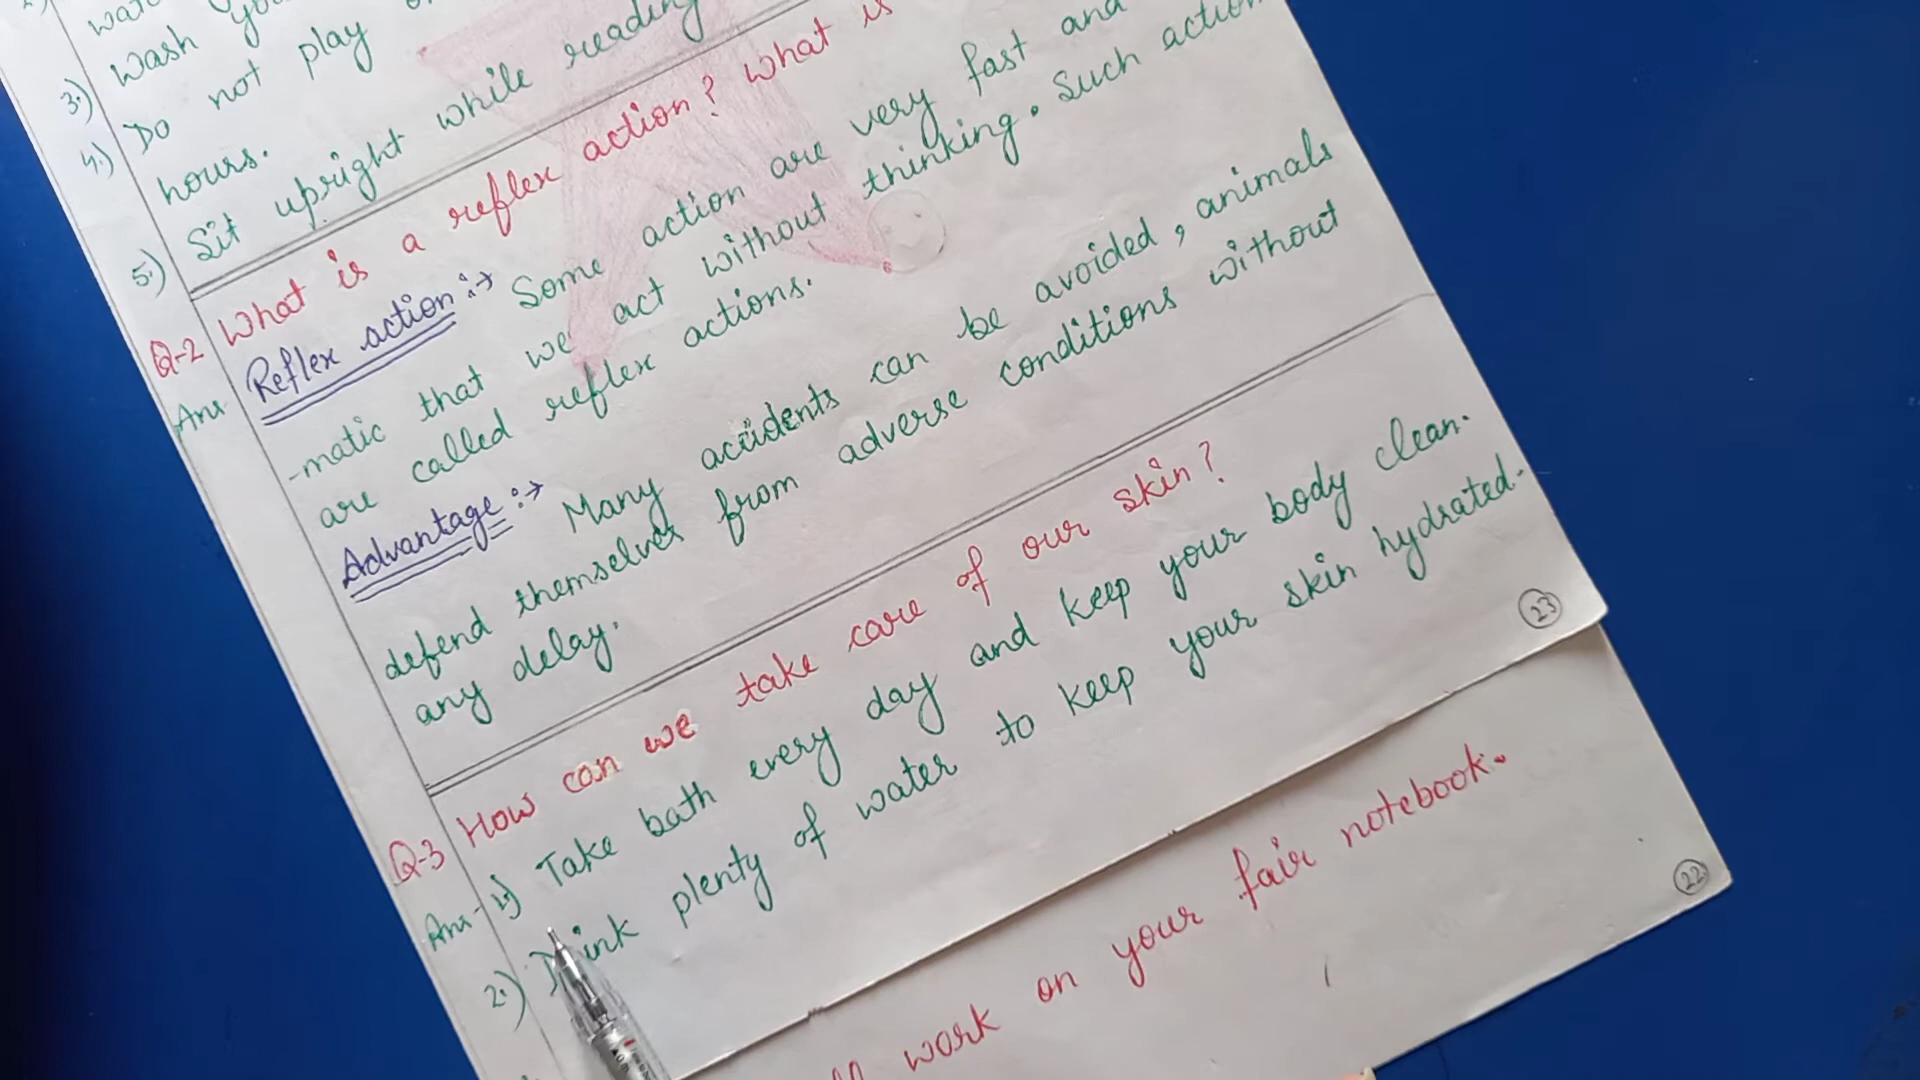 wash
3.) Do not play
4.) hours.
Sit upright while reading
5.)
Q-2 What is a reflex action? What is
Ans Reflex action :→ Some action are very fast and
-matic that we act without thinking. Such action
are called reflex actions.
Advantage :→ Many accidents can be avoided, animals
defend themselves from adverse conditions without
any delay.
Q-3 How can we take care of our skin?
Ans- 1.) Take bath every day and keep your body clean.
2.) Drink plenty of water to keep your skin hydrated.
23
work on your fair notebook.
22